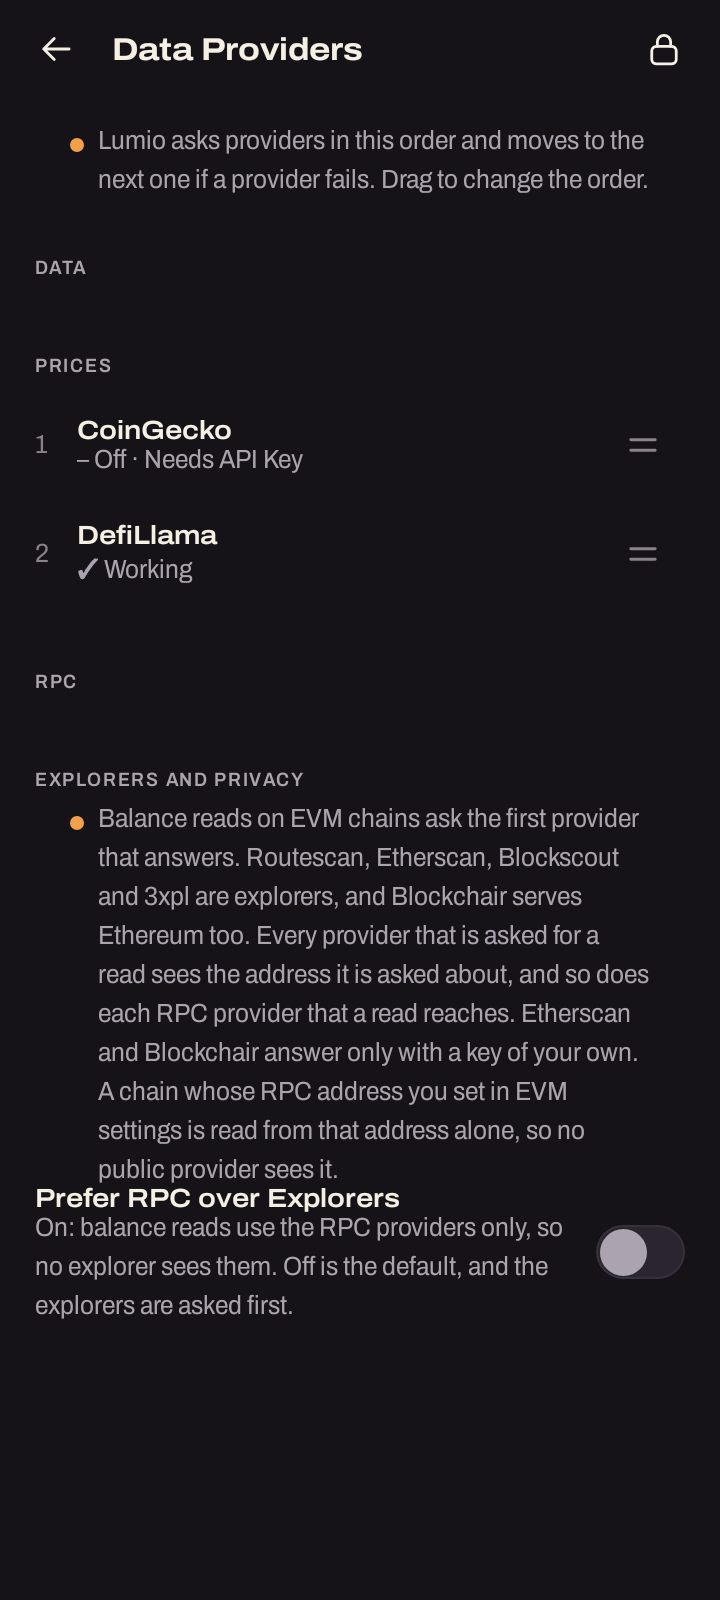 Data Providers
Lumio asks providers in this order and moves to the
next one if a provider fails. Drag to change the order.
DATA
PRICES
1
CoinGecko
– Off · Needs API Key
2
DefiLlama
✓ Working
RPC
EXPLORERS AND PRIVACY
Balance reads on EVM chains ask the first provider
that answers. Routescan, Etherscan, Blockscout
and 3xpl are explorers, and Blockchair serves
Ethereum too. Every provider that is asked for a
read sees the address it is asked about, and so does
each RPC provider that a read reaches. Etherscan
and Blockchair answer only with a key of your own.
A chain whose RPC address you set in EVM
settings is read from that address alone, so no
public provider sees it.
Prefer RPC over Explorers
On: balance reads use the RPC providers only, so
no explorer sees them. Off is the default, and the
explorers are asked first.